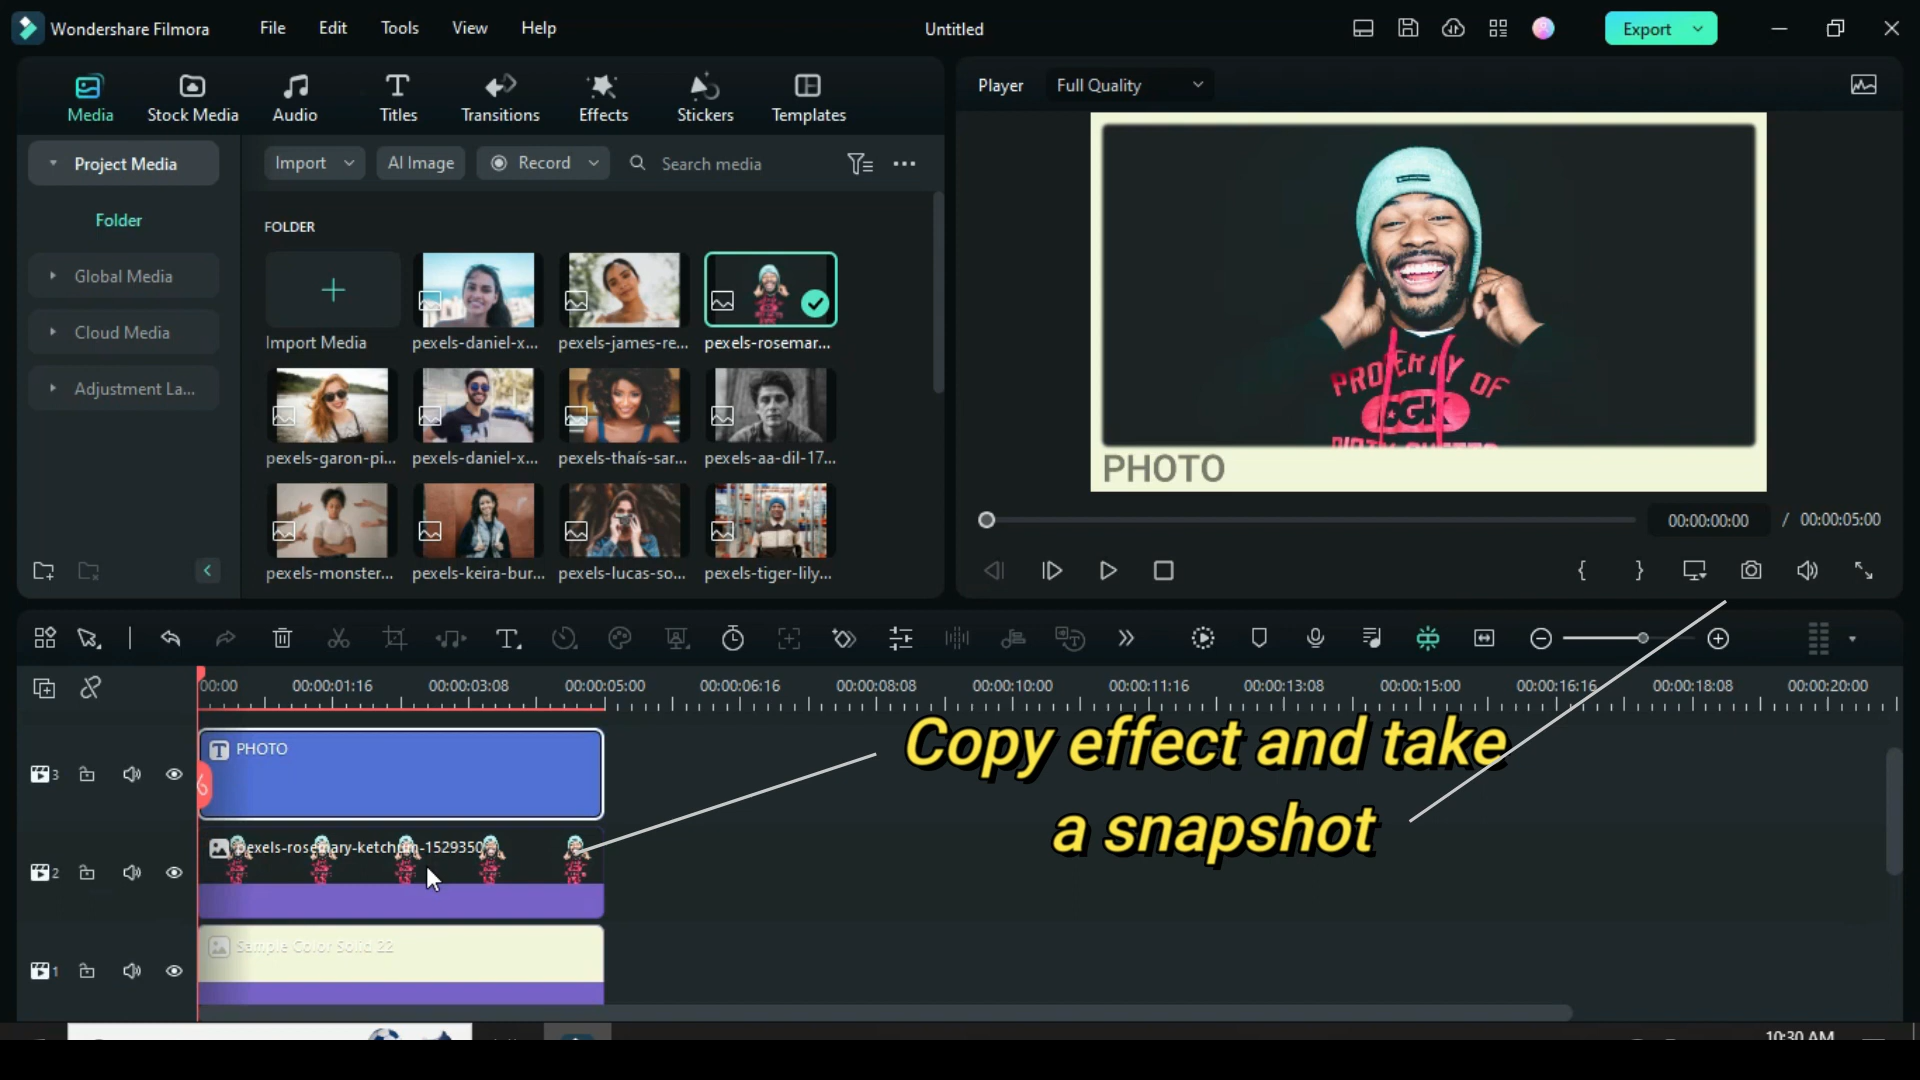 Wondershare Filmora File Edit Tools View Help Untitled Export
Media Stock Media Audio Titles Transitions Effects Stickers Templates
Player Full Quality
Project Media Import AI Image Record Search media
Folder
FOLDER
Global Media
Cloud Media
Adjustment La...
Import Media pexels-daniel-x... pexels-james-re... pexels-rosemar...
pexels-garon-pi... pexels-daniel-x... pexels-thaís-sar... pexels-aa-dil-17...
pexels-monster... pexels-keira-bur... pexels-lucas-so... pexels-tiger-lily...
PROPERTY OF
DGK
PHOTO
00:00:00:00 / 00:00:05:00
00:00 00:00:01:16 00:00:03:08 00:00:05:00 00:00:06:16 00:00:08:08 00:00:10:00 00:00:11:16 00:00:13:08 00:00:15:00 00:00:16:16 00:00:18:08 00:00:20:00
3 PHOTO
Copy effect and take
a snapshot
2 pexels-rosemary-ketchum-1529350
1 Sample Color Solid 22
10:30 AM